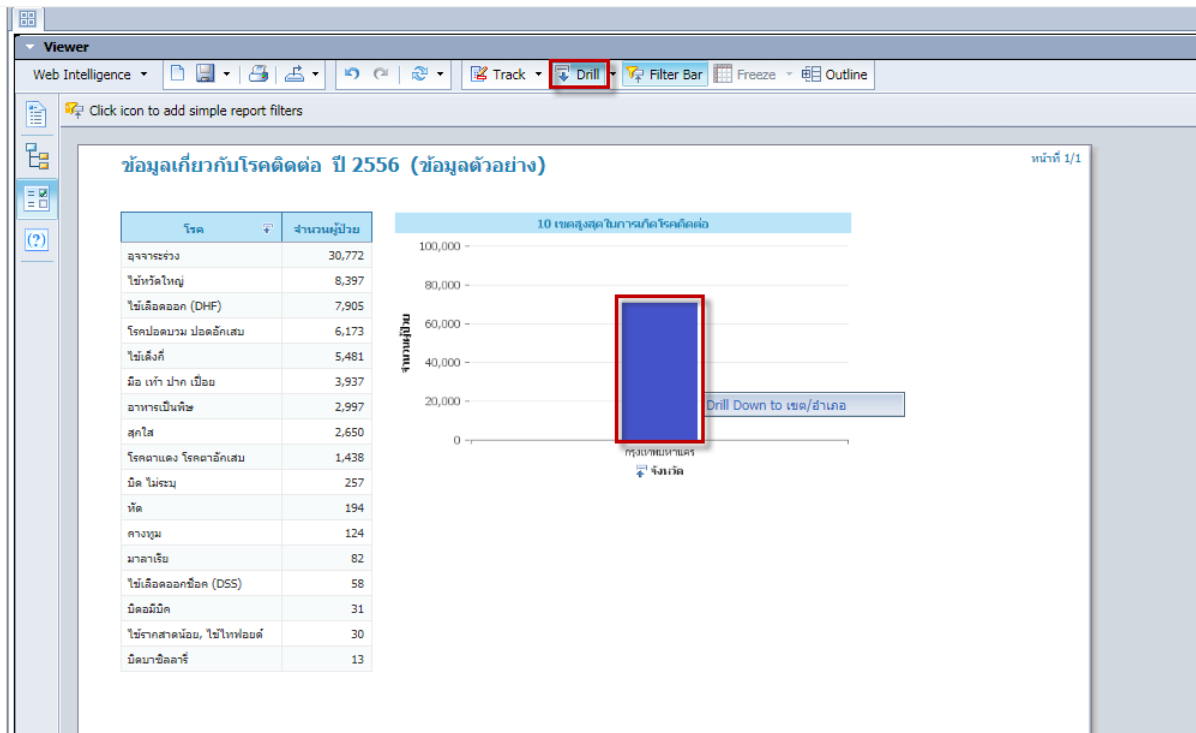 Viewer
Web Intelligence
Track
Drill
Filter Bar
Freeze
Outline
Click icon to add simple report filters
ข้อมูลเกี่ยวกับโรคติดต่อ ปี 2556 (ข้อมูลตัวอย่าง)
หน้าที่ 1/1
โรค จำนวนผู้ป่วย
อุจจาระร่วง 30,772
ไข้หวัดใหญ่ 8,397
ไข้เลือดออก (DHF) 7,905
โรคปอดบวม ปอดอักเสบ 6,173
ไข้เด็งกี่ 5,481
มือ เท้า ปาก เปื่อย 3,937
อาหารเป็นพิษ 2,997
สุกใส 2,650
โรคตาแดง โรคตาอักเสบ 1,438
บิด ไม่ระบุ 257
หัด 194
คางทูม 124
มาลาเรีย 82
ไข้เลือดออกช็อค (DSS) 58
บิดอมีบิค 31
ไข้รากสาดน้อย, ไข้ไทฟอยด์ 30
บิดบาซิลลารี่ 13
10 เขตสูงสุดในการเกิดโรคติดต่อ
จำนวนผู้ป่วย
100,000
80,000
60,000
40,000
20,000
0
Drill Down to เขต/อำเภอ
กรุงเทพมหานคร
จังหวัด